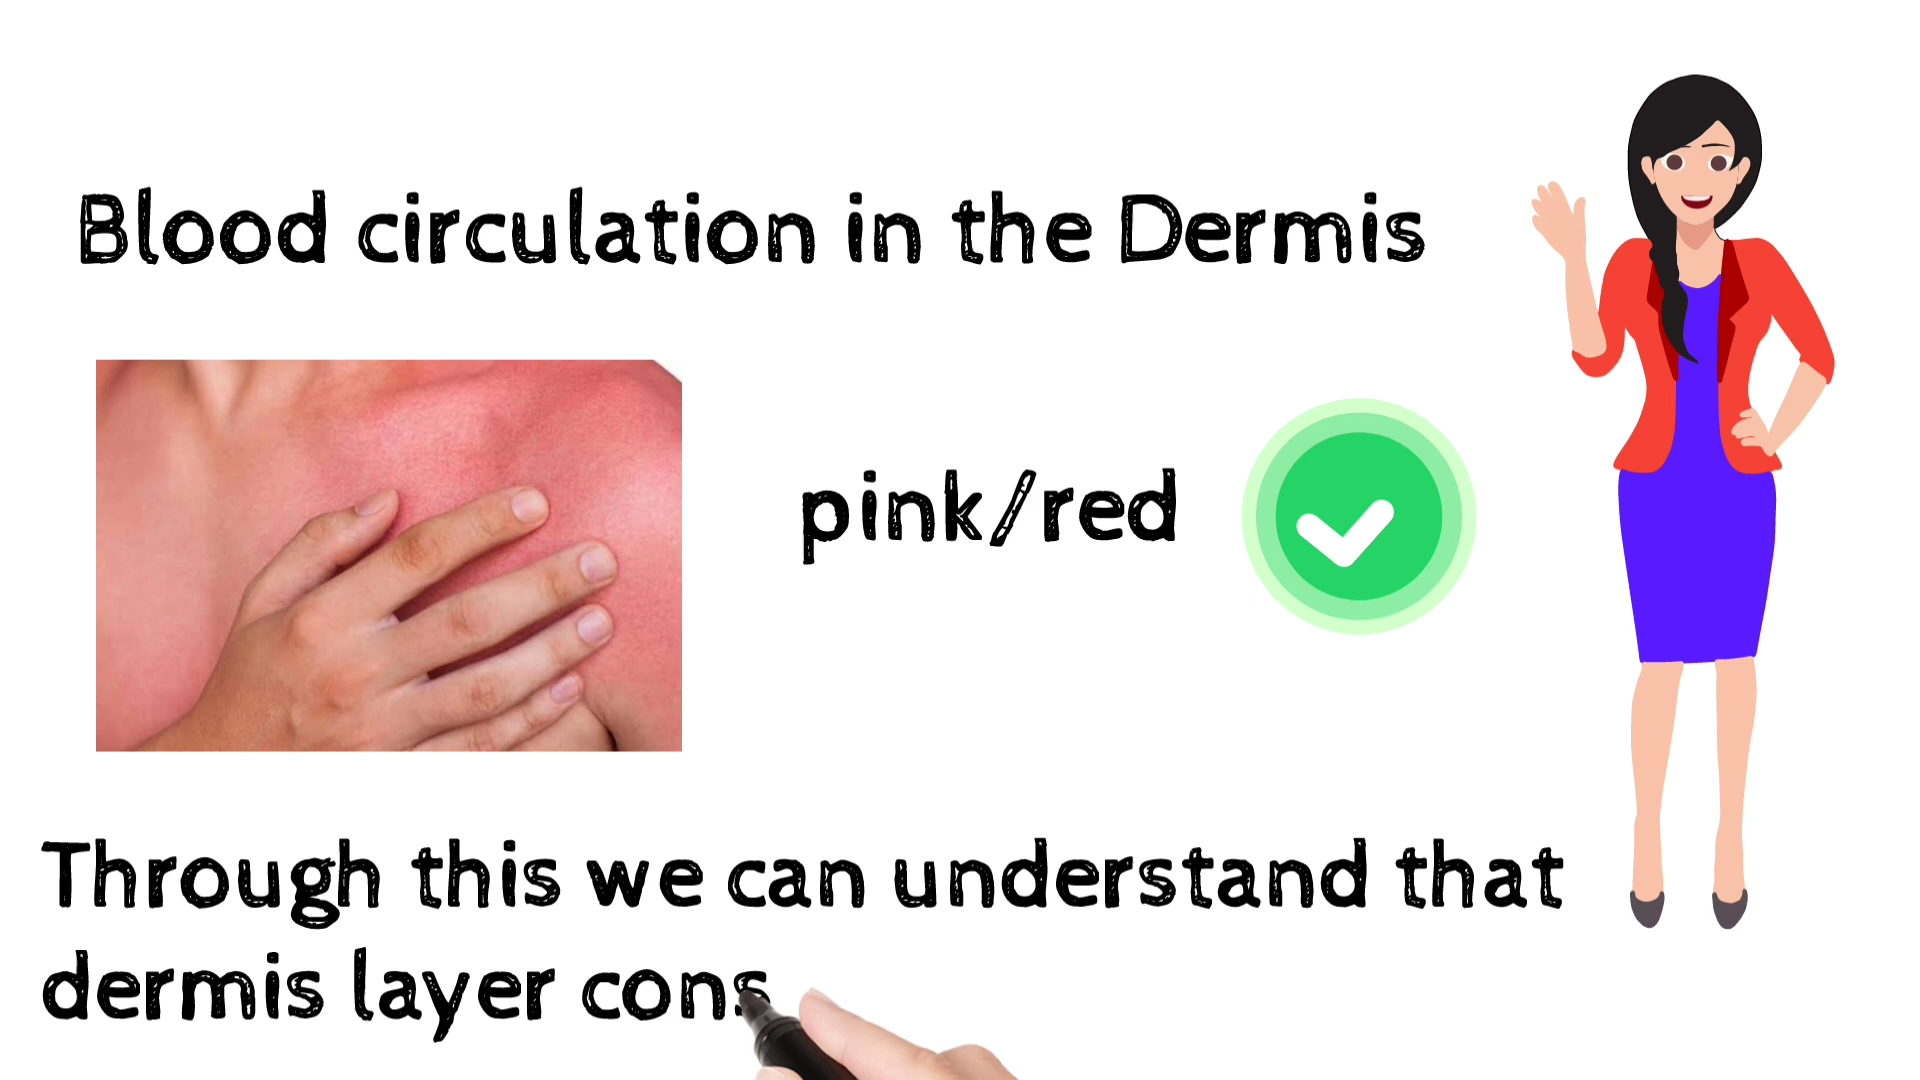 Blood circulation in the Dermis
pink/red
Through this we can understand that
dermis layer cons